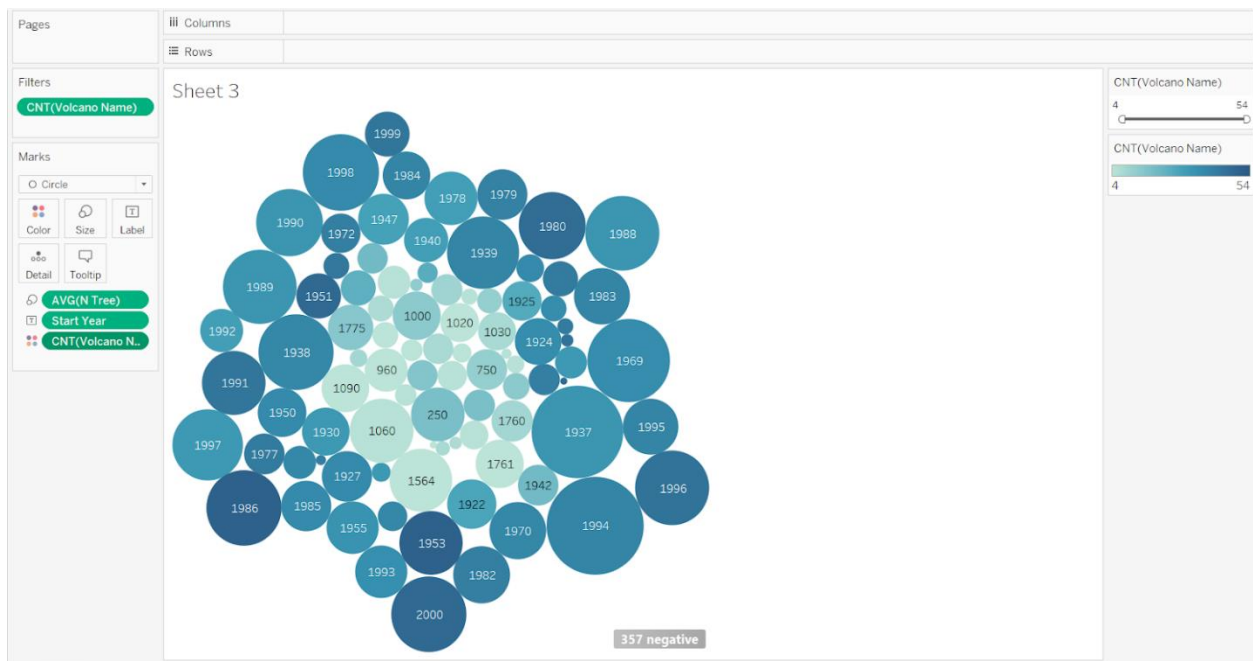 Pages
Columns
Rows
Filters
CNT(Volcano Name)
Marks
Circle
Color
Size
Label
Detail
Tooltip
AVG(N Tree)
Start Year
CNT(Volcano N..
Sheet 3
1999
1998
1984
1978
1979
1990
1947
1980
1988
1972
1940
1939
1989
1951
1925
1983
1992
1775
1000
1020
1030
1924
1938
1969
1991
960
750
1090
1950
250
1760
1930
1060
1937
1995
1997
1977
1761
1927
1564
1942
1996
1986
1985
1922
1955
1970
1994
1953
1993
1982
2000
357 negative
CNT(Volcano Name)
4 54
CNT(Volcano Name)
4 54